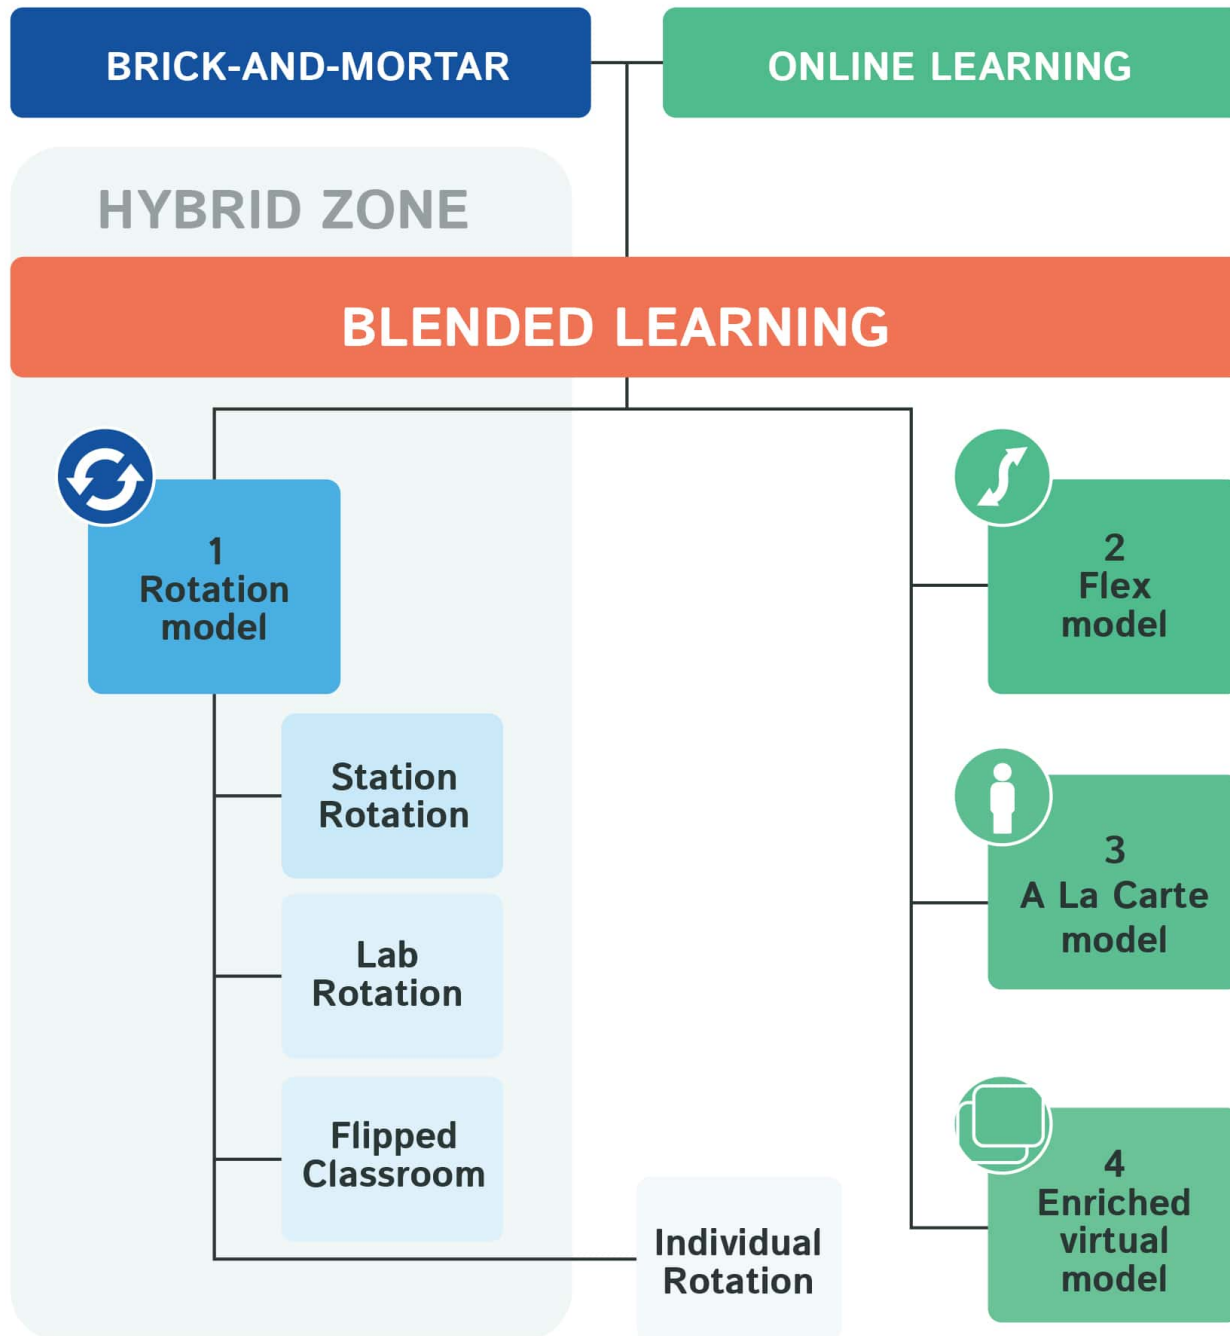 BRICK-AND-MORTAR
ONLINE LEARNING
HYBRID ZONE
BLENDED LEARNING
1
Rotation
model
Station
Rotation
Lab
Rotation
Flipped
Classroom
Individual
Rotation
2
Flex
model
3
A La Carte
model
4
Enriched
virtual
model